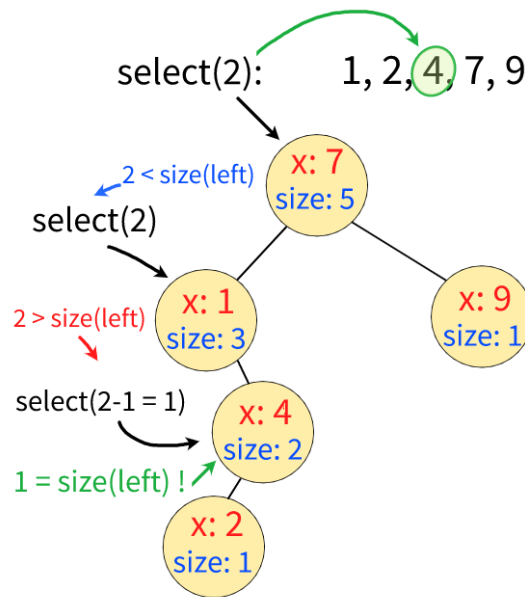 select(2): 1, 2, 4, 7, 9
x: 7
size: 5
2 < size(left)
select(2)
x: 1
size: 3
x: 9
size: 1
2 > size(left)
select(2-1 = 1)
x: 4
size: 2
1 = size(left) !
x: 2
size: 1